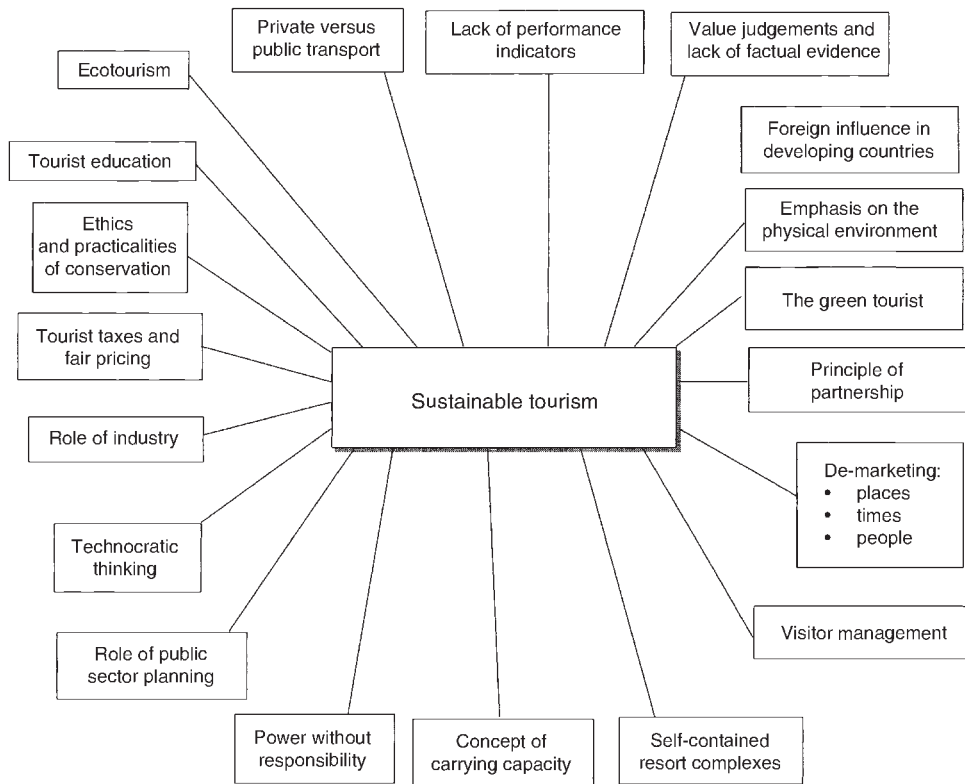 Private versus
public transport
Lack of performance
indicators
Value judgements and
lack of factual evidence
Ecotourism
Foreign influence in
developing countries
Tourist education
Emphasis on the
physical environment
Ethics
and practicalities
of conservation
The green tourist
Tourist taxes and
fair pricing
Principle of
partnership
Sustainable tourism
Role of industry
De-marketing:
• places
• times
• people
Technocratic
thinking
Visitor management
Role of public
sector planning
Power without
responsibility
Concept of
carrying capacity
Self-contained
resort complexes